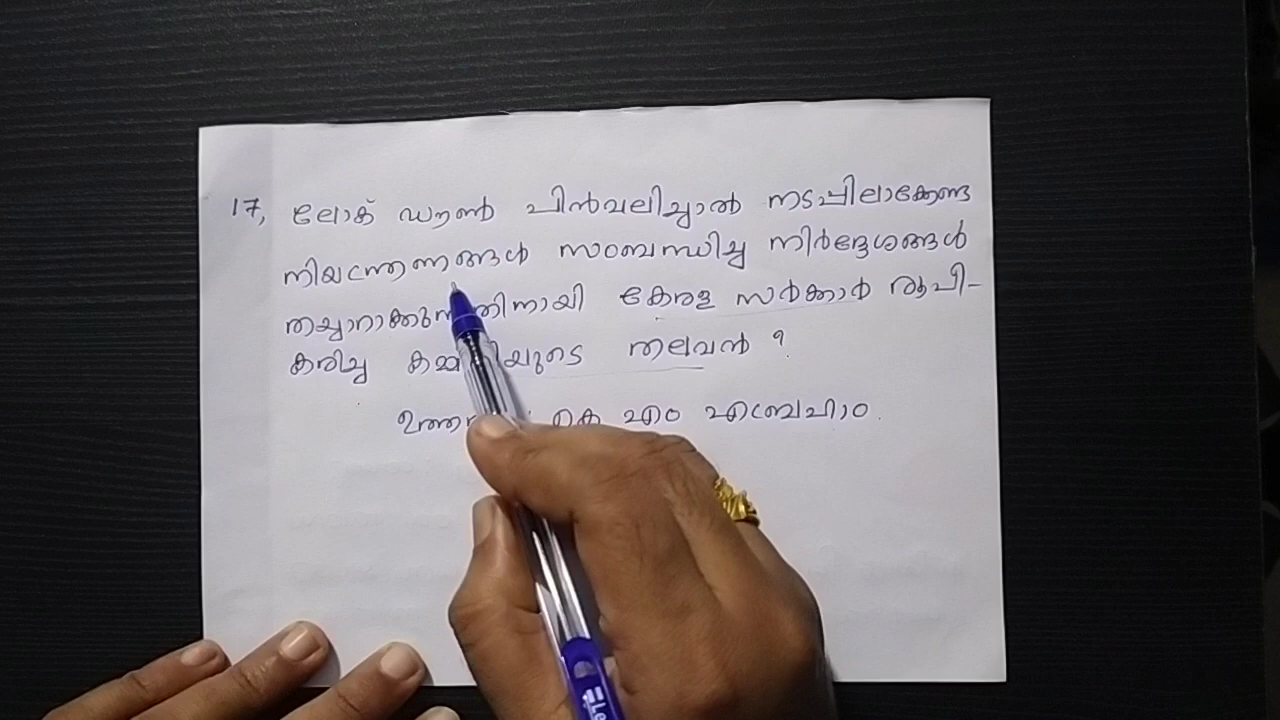 17, ലോക് ഡൗൺ പിൻവലിച്ചാൽ നടപ്പിലാക്കേണ്ട
നിയന്ത്രണങ്ങൾ സംബന്ധിച്ച നിർദ്ദേശങ്ങൾ
കേരള സർക്കാർ രൂപീ-
കരിച്ച തലവൻ ?
കെ എം എബ്രഹാം.